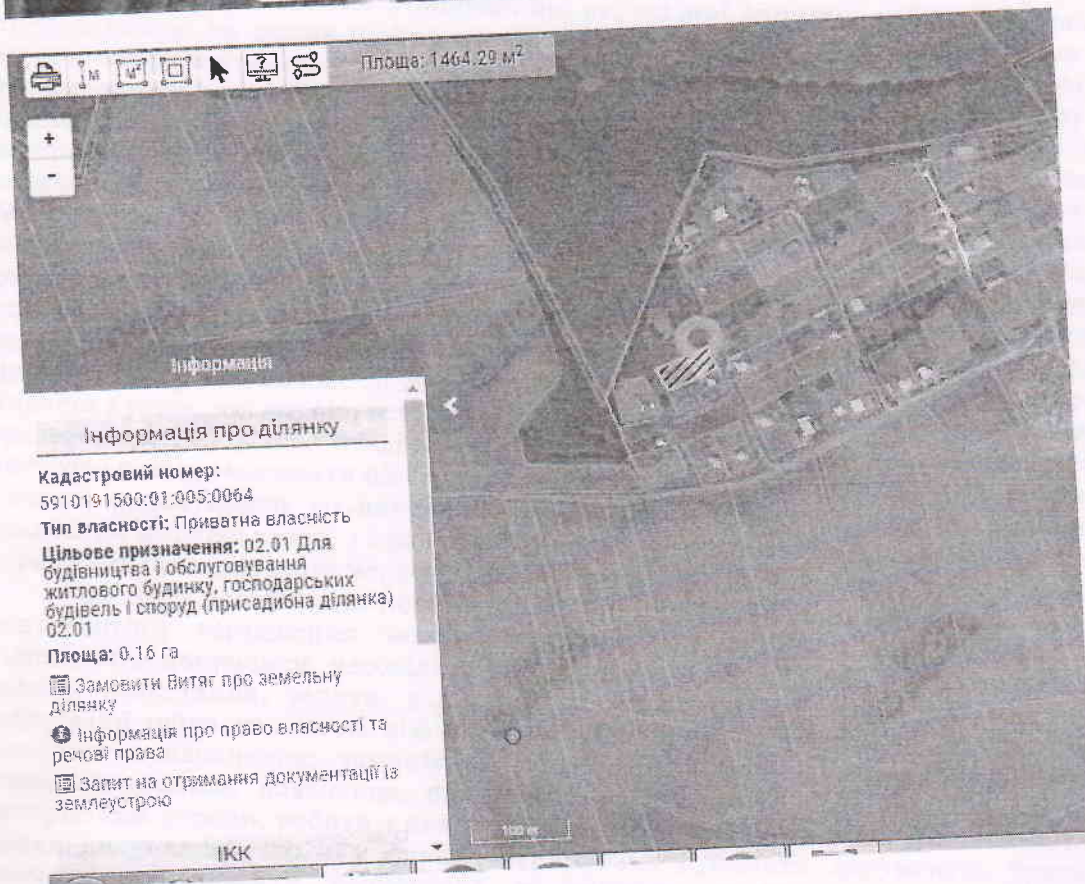 Площа: 1464.29 м²
M
M²
?
+
-
Інформація
Інформація про ділянку
Кадастровий номер:
5910191500:01:005:0064
Тип власності: Приватна власність
Цільове призначення: 02.01 Для
будівництва і обслуговування
житлового будинку, господарських
будівель і споруд (присадибна ділянка)
02.01
Площа: 0.16 га
Замовити Витяг про земельну
ділянку
Інформація про право власності та
речові права
Запит на отримання документації із
землеустрою
100 m
ІКК